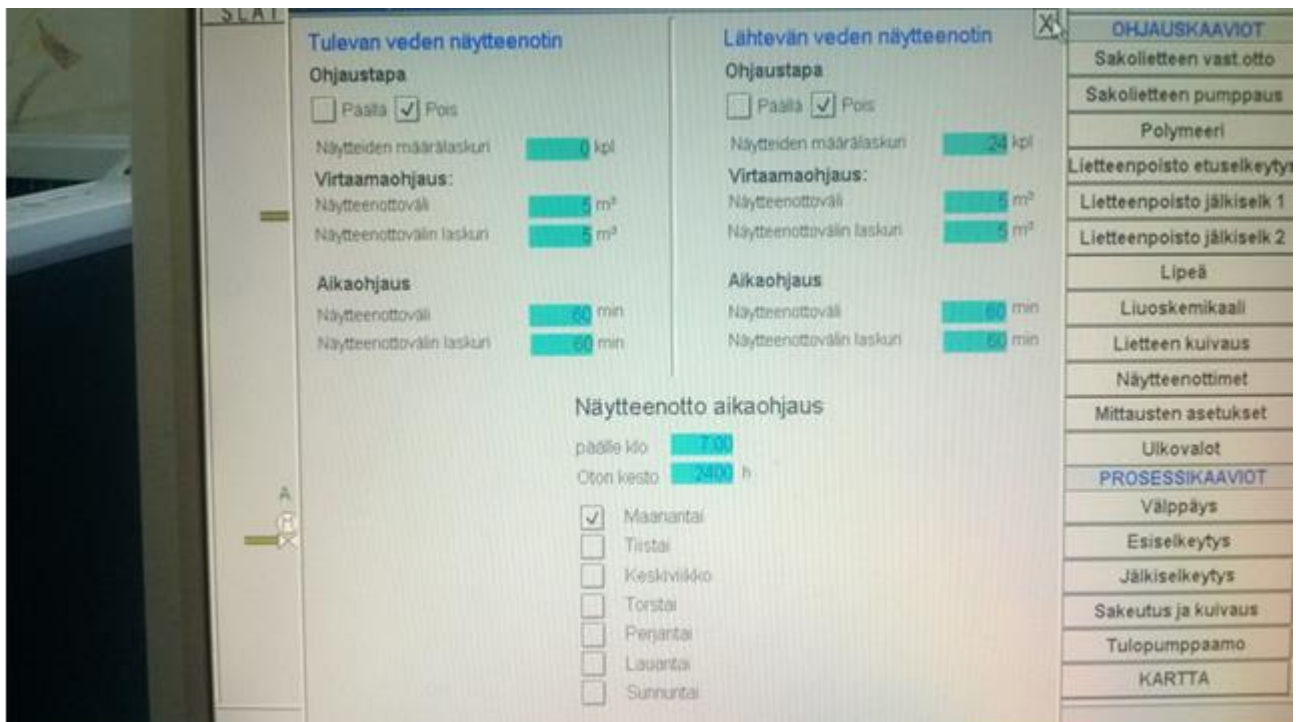 SLAT
Tulevan veden näytteenotin
Ohjaustapa
Päällä Pois
Näytteiden määrälaskuri 0 kpl
Virtaamaohjaus:
Näytteenottoväli 5 m³
Näytteenottovälin laskuri 5 m³
Aikaohjaus
Näytteenottoväli 60 min
Näytteenottovälin laskuri 60 min
Lähtevän veden näytteenotin
Ohjaustapa
Päällä Pois
Näytteiden määrälaskuri 24 kpl
Virtaamaohjaus:
Näytteenottoväli 5 m³
Näytteenottovälin laskuri 5 m³
Aikaohjaus
Näytteenottoväli 60 min
Näytteenottovälin laskuri 60 min
Näytteenotto aikaohjaus
päälle klo 7.00
Oton kesto 2400 h
Maanantai
Tiistai
Keskiviikko
Torstai
Perjantai
Lauantai
Sunnuntai
A
M
X
OHJAUSKAAVIOT
Sakolietteen vast.otto
Sakolietteen pumppaus
Polymeeri
Lietteenpoisto etuselkeyty
Lietteenpoisto jälkiselk 1
Lietteenpoisto jälkiselk 2
Lipeä
Liuoskemikaali
Lietteen kuivaus
Näytteenottimet
Mittausten asetukset
Ulkovalot
PROSESSIKAAVIOT
Välppäys
Esiselkeytys
Jälkiselkeytys
Sakeutus ja kuivaus
Tulopumppaamo
KARTTA